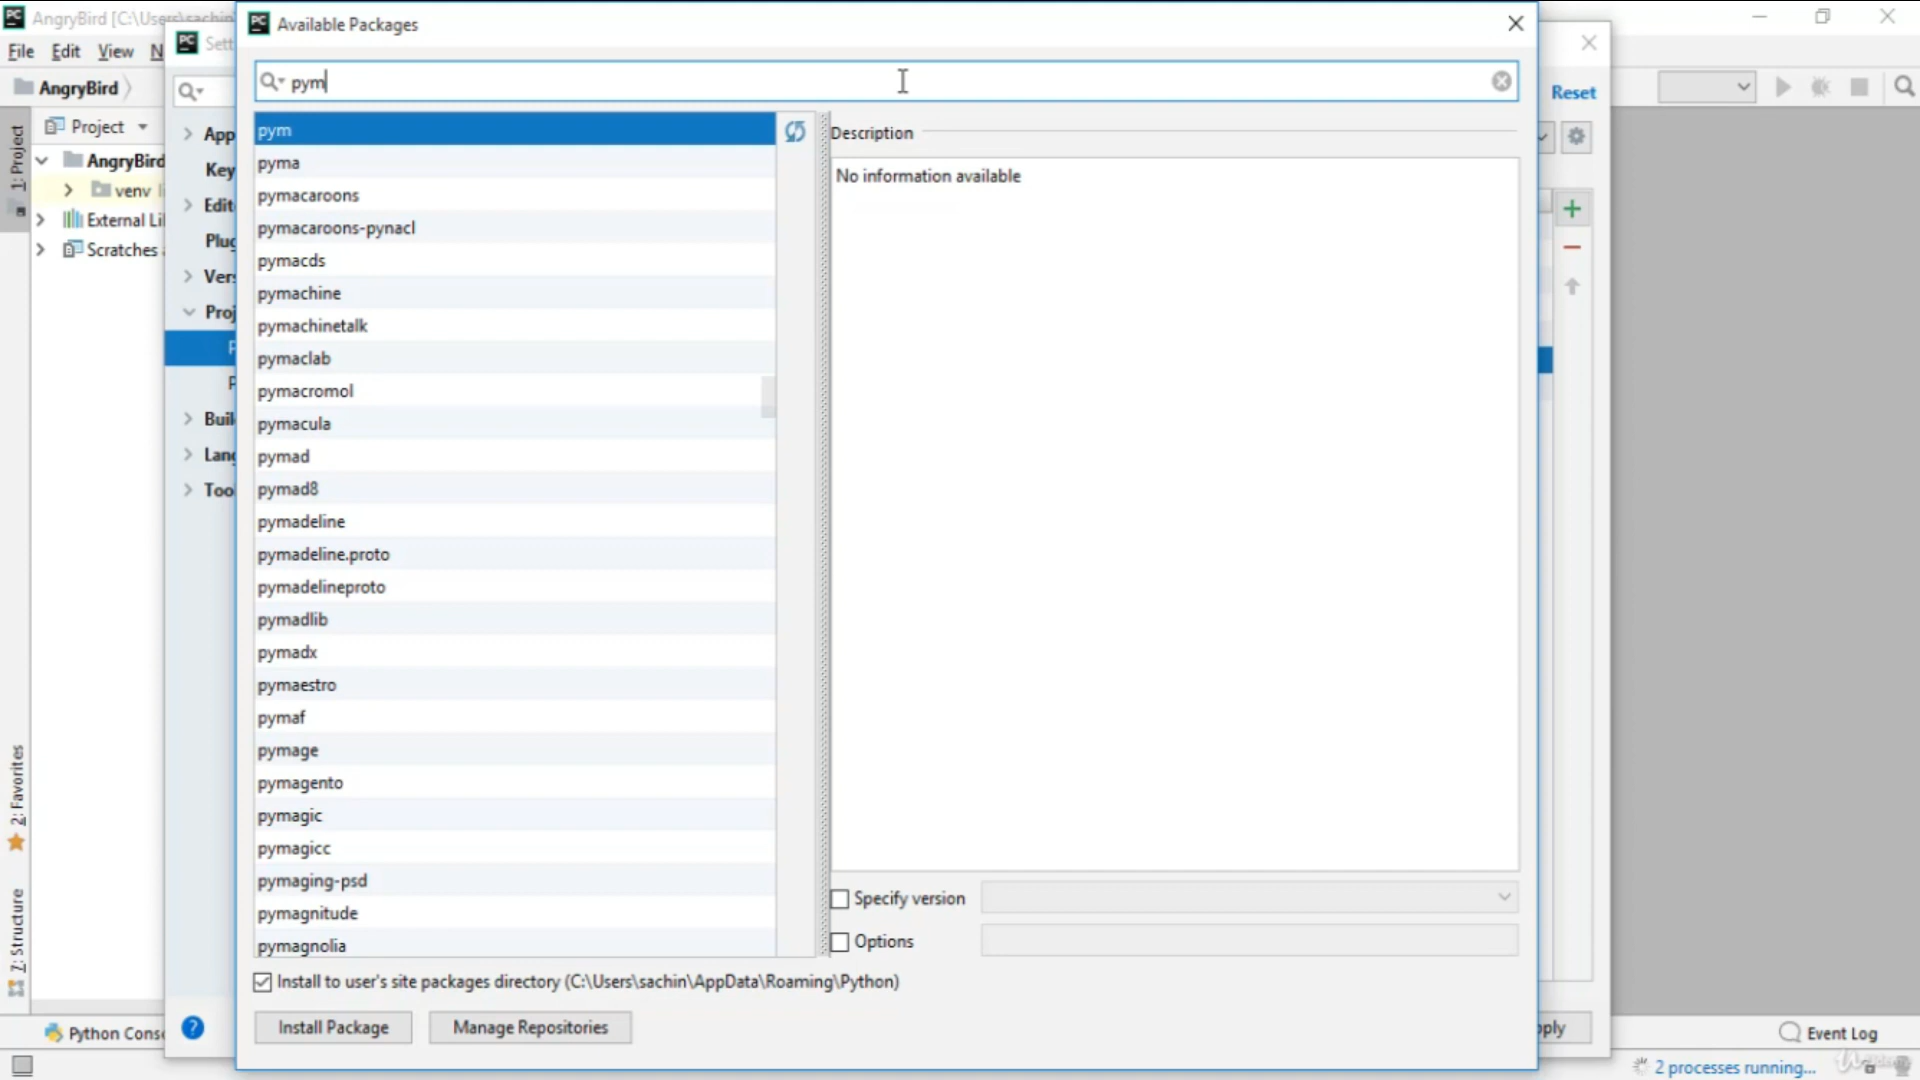 AngryBird [C:\Users\sachin
Available Packages
File Edit View N
Sett
AngryBird
pym
Reset
Project
1: Project
AngryBird
venv
External Lib
Scratches
App
Key
Edit
Plug
Vers
Proj
P
P
Buil
Lang
Tool
pym
pyma
pymacaroons
pymacaroons-pynacl
pymacds
pymachine
pymachinetalk
pymaclab
pymacromol
pymacula
pymad
pymad8
pymadeline
pymadeline.proto
pymadelineproto
pymadlib
pymadx
pymaestro
pymaf
pymage
pymagento
pymagic
pymagicc
pymaging-psd
pymagnitude
pymagnolia
Description
No information available
Specify version
Options
Install to user's site packages directory (C:\Users\sachin\AppData\Roaming\Python)
Install Package
Manage Repositories
pply
2: Favorites
7: Structure
Python Conso
Event Log
2 processes running...